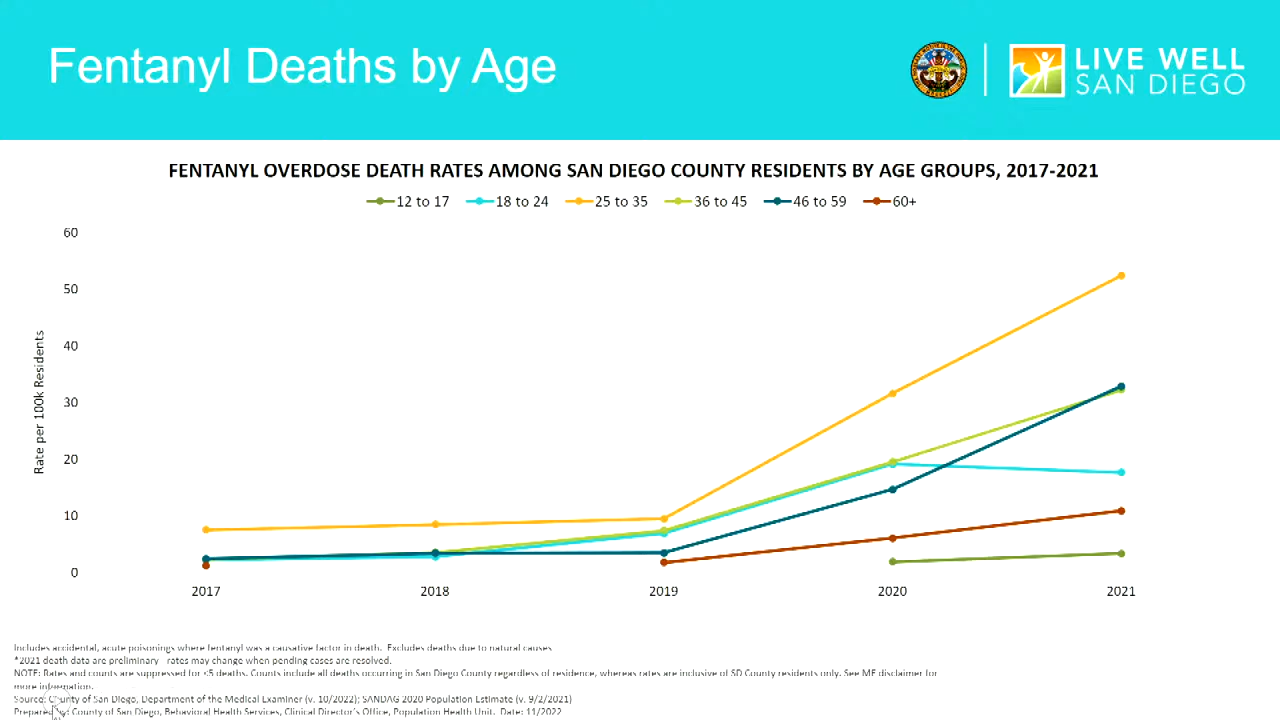 Fentanyl Deaths by Age
LIVE WELL
SAN DIEGO
FENTANYL OVERDOSE DEATH RATES AMONG SAN DIEGO COUNTY RESIDENTS BY AGE GROUPS, 2017-2021
12 to 17 18 to 24 25 to 35 36 to 45 46 to 59 60+
60
50
40
30
20
10
0
Rate per 100k Residents
2017 2018 2019 2020 2021
Includes accidental, acute poisonings where fentanyl was a causative factor in death. Excludes deaths due to natural causes
*2021 death data are preliminary - rates may change when pending cases are resolved.
NOTE: Rates and counts are suppressed for <5 deaths. Counts include all deaths occurring in San Diego County regardless of residence, whereas rates are inclusive of SD County residents only. See ME disclaimer for
more information.
Source: County of San Diego, Department of the Medical Examiner (v. 10/2022); SANDAG 2020 Population Estimate (v. 9/2/2021)
Prepared by: County of San Diego, Behavioral Health Services, Clinical Director's Office, Population Health Unit. Date: 11/2022